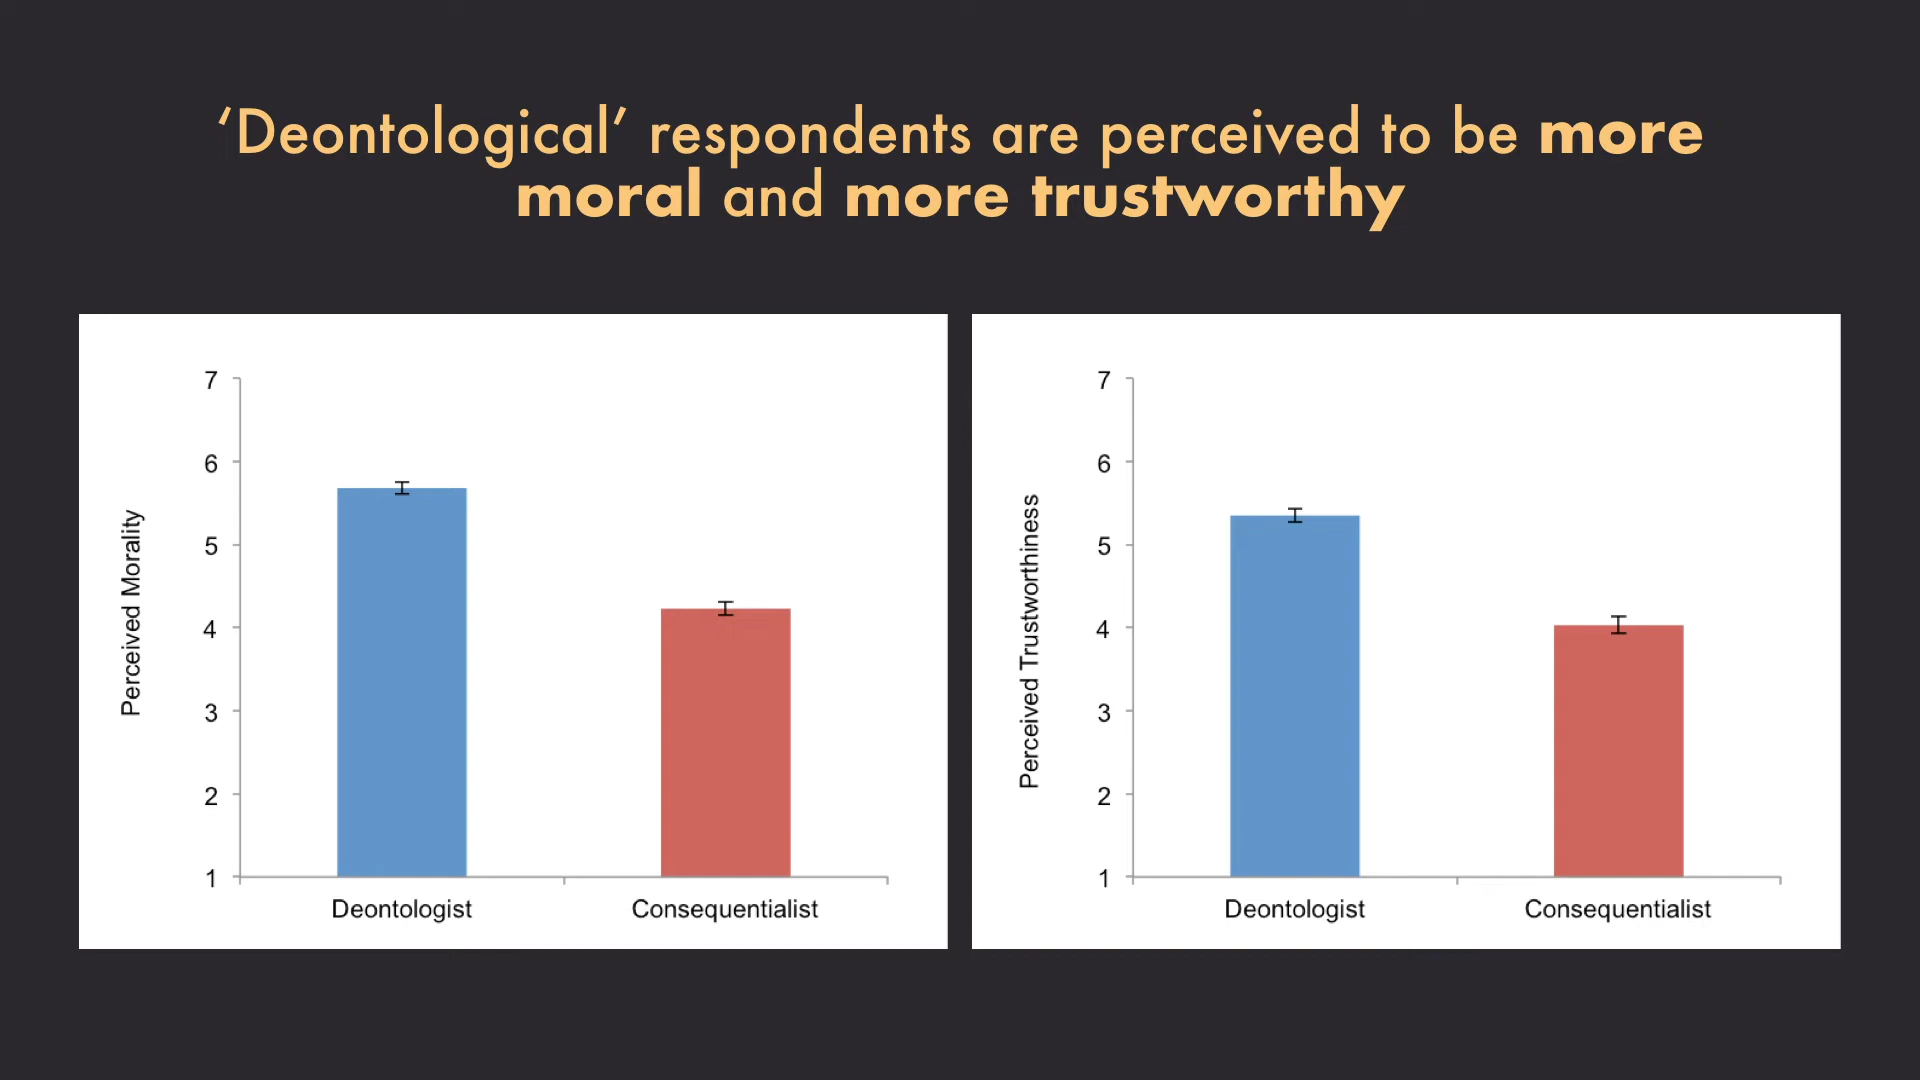 ‘Deontological’ respondents are perceived to be more
moral and more trustworthy
Perceived Morality
7
6
5
4
3
2
1
Deontologist
Consequentialist
Perceived Trustworthiness
7
6
5
4
3
2
1
Deontologist
Consequentialist